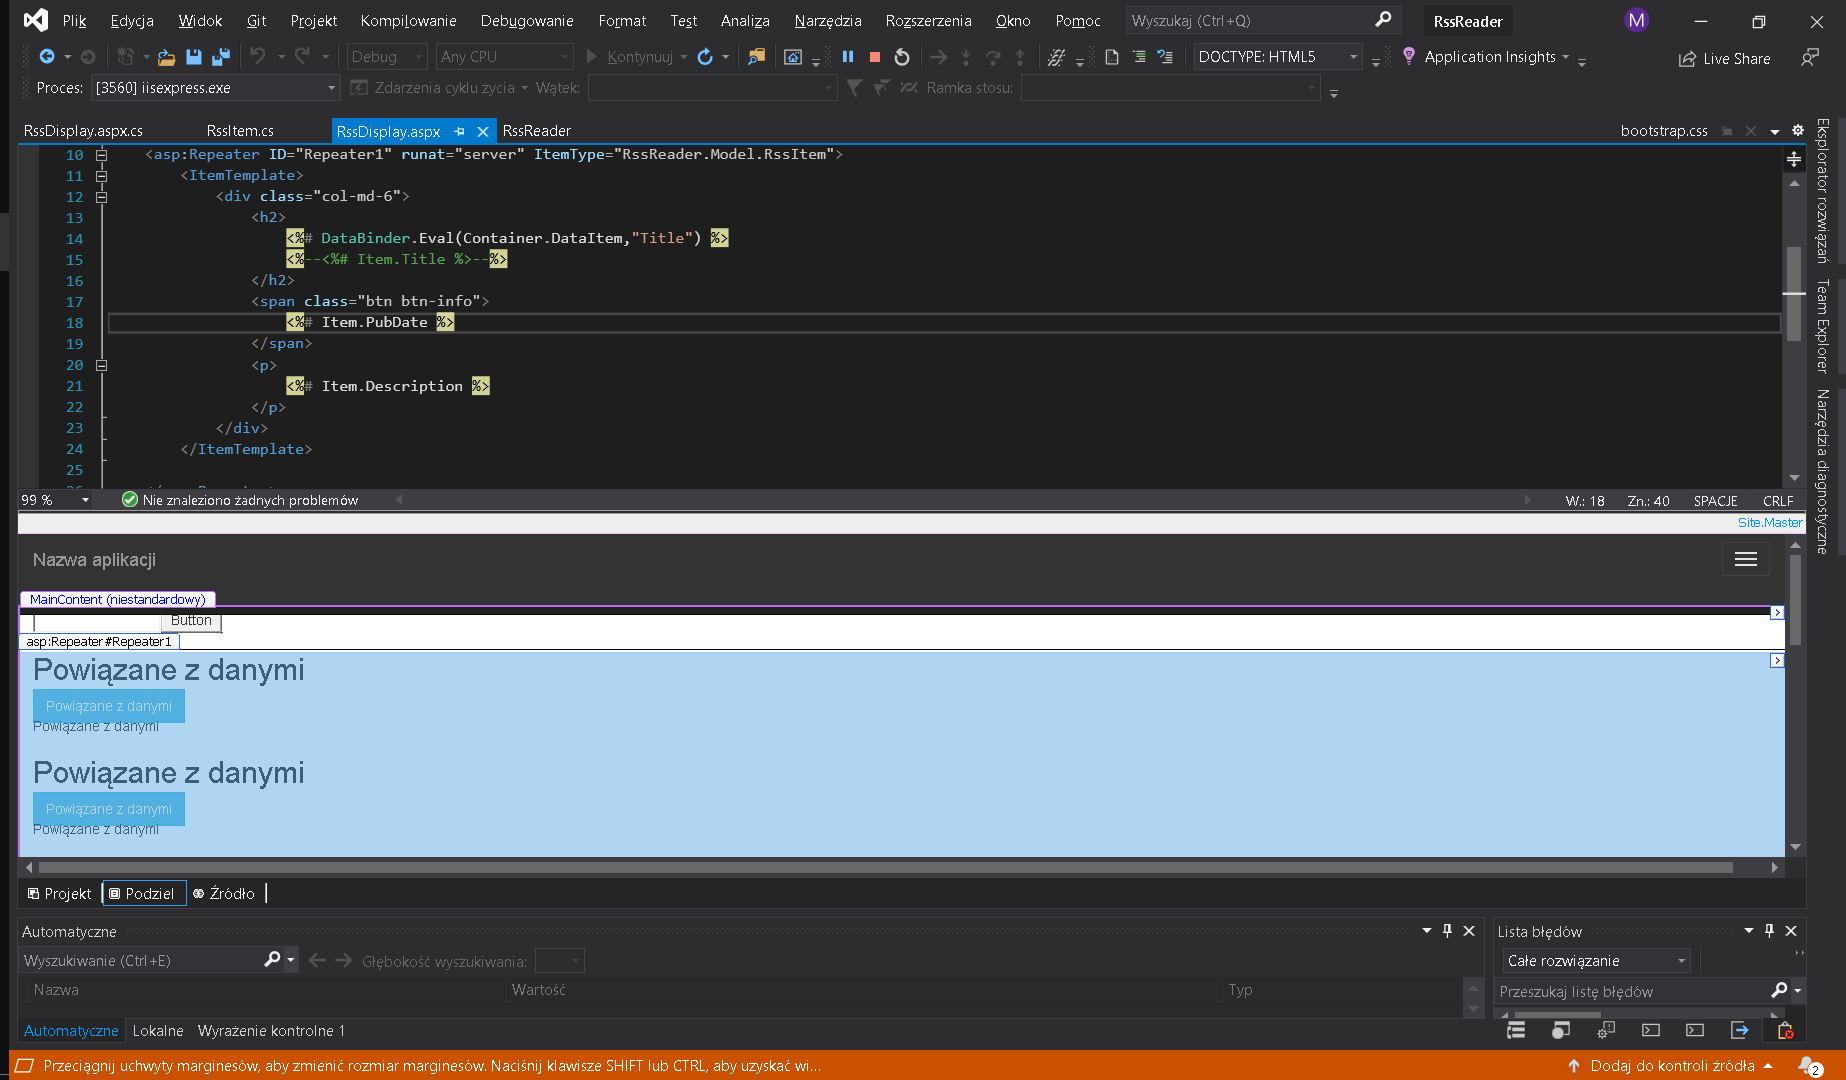 Plik Edycja Widok Git Projekt Kompilowanie Debugowanie Format Test Analiza Narzędzia Rozszerzenia Okno Pomoc Wyszukaj (Ctrl+Q) RssReader M
Debug Any CPU Kontynuuj DOCTYPE: HTML5 Application Insights Live Share
Proces: [3560] iisexpress.exe Zdarzenia cyklu życia Wątek: Ramka stosu:
RssDisplay.aspx.cs RssItem.cs RssDisplay.aspx RssReader bootstrap.css
10 <asp:Repeater ID="Repeater1" runat="server" ItemType="RssReader.Model.RssItem">
11 <ItemTemplate>
12 <div class="col-md-6">
13 <h2>
14 <%# DataBinder.Eval(Container.DataItem,"Title") %>
15 <%--<%# Item.Title %>--%>
16 </h2>
17 <span class="btn btn-info">
18 <%# Item.PubDate %>
19 </span>
20 <p>
21 <%# Item.Description %>
22 </p>
23 </div>
24 </ItemTemplate>
25
99 % Nie znaleziono żadnych problemów W.: 18 Zn.: 40 SPACJE CRLF
Site.Master
Nazwa aplikacji
MainContent (niestandardowy)
Button
asp:Repeater#Repeater1
Powiązane z danymi
Powiązane z danymi
Powiązane z danymi
Powiązane z danymi
Powiązane z danymi
Powiązane z danymi
Projekt Podziel Źródło
Automatyczne
Wyszukiwanie (Ctrl+E) Głębokość wyszukiwania:
Nazwa Wartość Typ
Automatyczne Lokalne Wyrażenie kontrolne 1
Lista błędów
Całe rozwiązanie
Przeszukaj listę błędów
Eksplorator rozwiązań
Team Explorer
Narzędzia diagnostyczne
Przeciągnij uchwyty marginesów, aby zmienić rozmiar marginesów. Naciśnij klawisze SHIFT lub CTRL, aby uzyskać wi... Dodaj do kontroli źródła 2